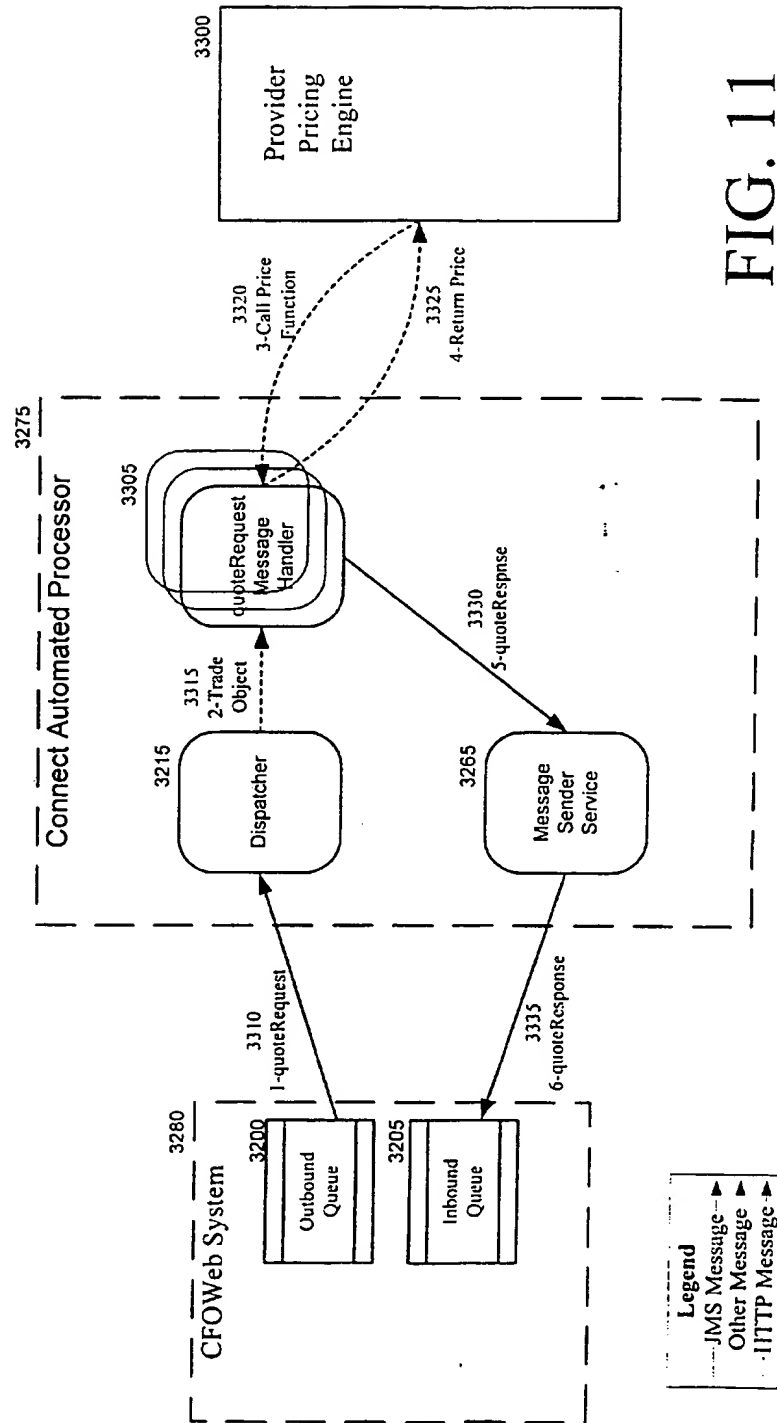 CFOWeb System
3280
3200
Outbound
Queue
3205
Inbound
Queue
3310
1-quoteRequest
3335
6-quoteResponse
Connect Automated Processor
3275
3215
Dispatcher
3315
2-Trade
Object
3305
quoteRequest
Message
Handler
3265
Message
Sender
Service
3330
5-quoteRespnse
3320
3-Call Price
Function
3325
4-Return Price
3300
Provider
Pricing
Engine
Legend
JMS Message
Other Message
HTTP Message
FIG. 11